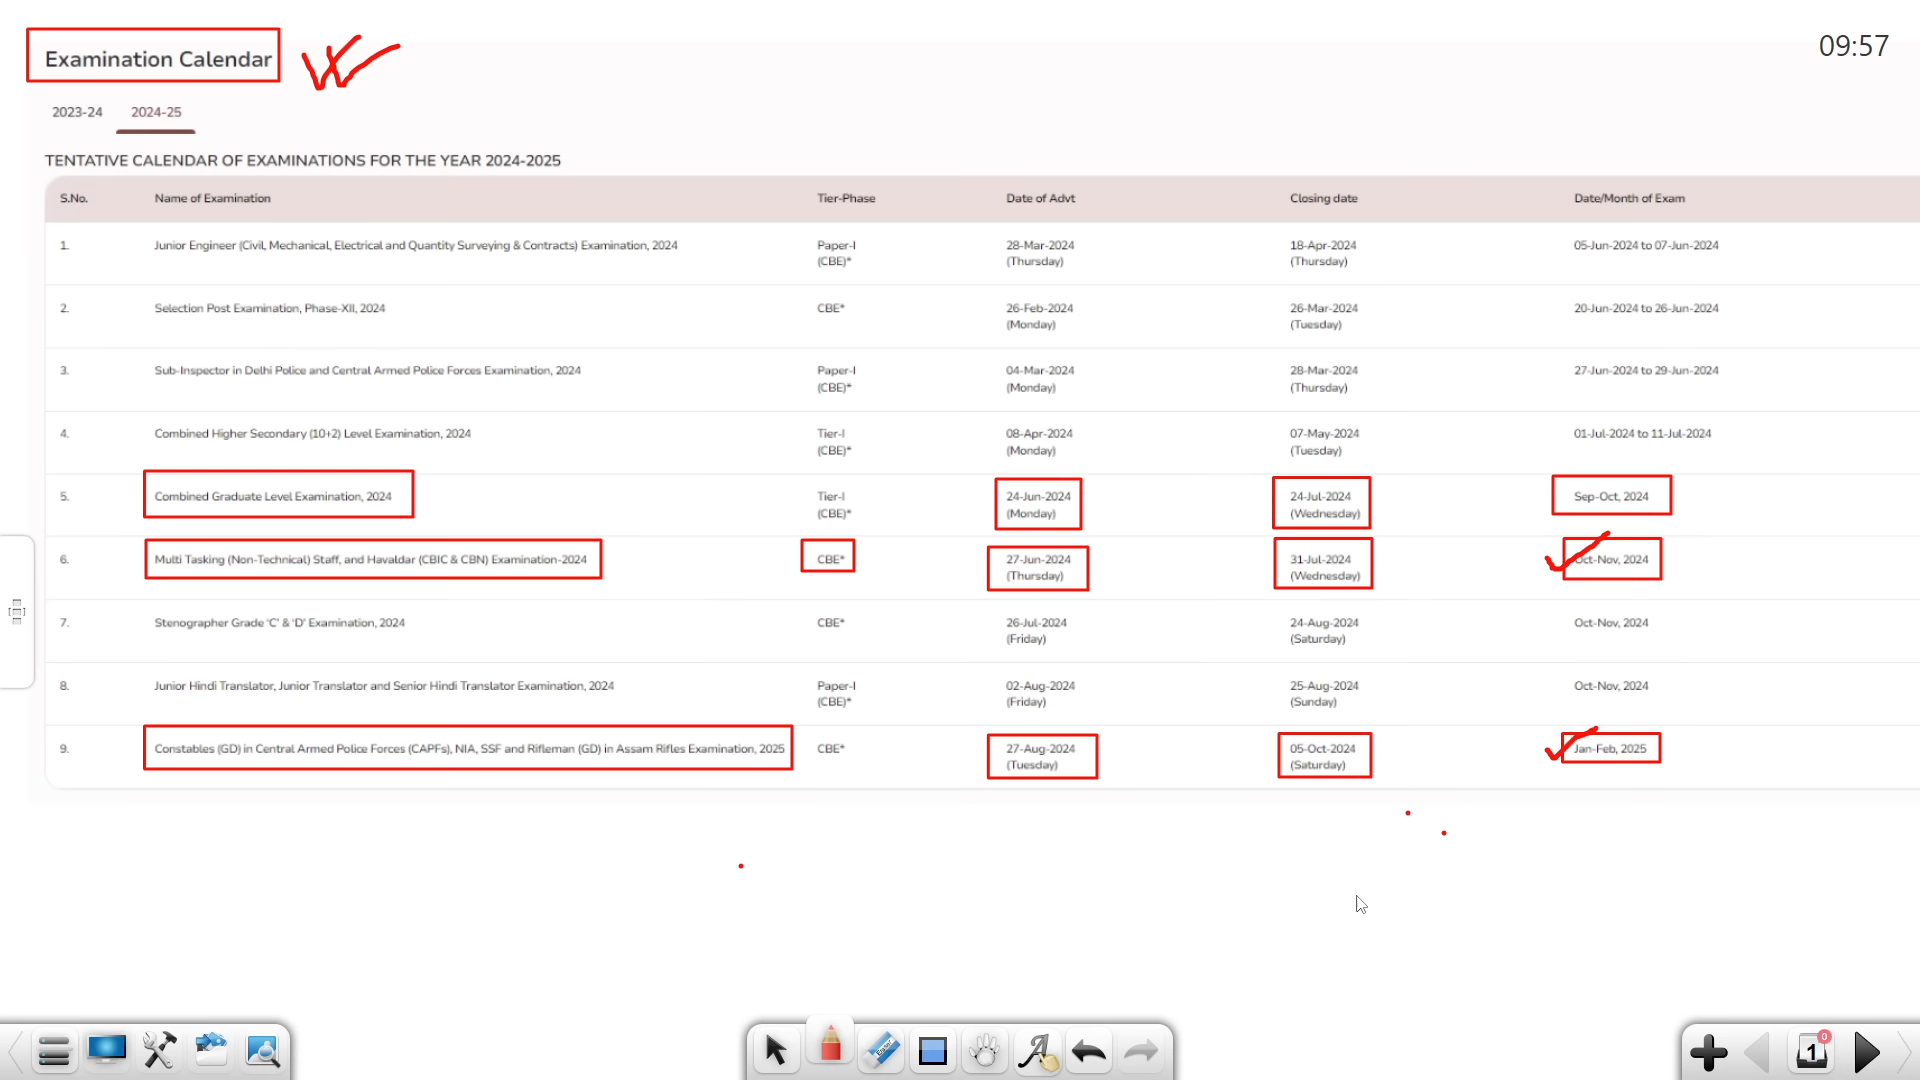 Examination Calendar
09:57
2023-24 2024-25
TENTATIVE CALENDAR OF EXAMINATIONS FOR THE YEAR 2024-2025
S.No. Name of Examination Tier-Phase Date of Advt Closing date Date/Month of Exam
1. Junior Engineer (Civil, Mechanical, Electrical and Quantity Surveying & Contracts) Examination, 2024 Paper-I 28-Mar-2024 18-Apr-2024 05-Jun-2024 to 07-Jun-2024
(CBE)* (Thursday) (Thursday)
2. Selection Post Examination, Phase-XII, 2024 CBE* 26-Feb-2024 26-Mar-2024 20-Jun-2024 to 26-Jun-2024
(Monday) (Tuesday)
3. Sub-Inspector in Delhi Police and Central Armed Police Forces Examination, 2024 Paper-I 04-Mar-2024 28-Mar-2024 27-Jun-2024 to 29-Jun-2024
(CBE)* (Monday) (Thursday)
4. Combined Higher Secondary (10+2) Level Examination, 2024 Tier-I 08-Apr-2024 07-May-2024 01-Jul-2024 to 11-Jul-2024
(CBE)* (Monday) (Tuesday)
5. Combined Graduate Level Examination, 2024 Tier-I 24-Jun-2024 24-Jul-2024 Sep-Oct, 2024
(CBE)* (Monday) (Wednesday)
6. Multi Tasking (Non-Technical) Staff, and Havaldar (CBIC & CBN) Examination-2024 CBE* 27-Jun-2024 31-Jul-2024 Oct-Nov, 2024
(Thursday) (Wednesday)
7. Stenographer Grade 'C' & 'D' Examination, 2024 CBE* 26-Jul-2024 24-Aug-2024 Oct-Nov, 2024
(Friday) (Saturday)
8. Junior Hindi Translator, Junior Translator and Senior Hindi Translator Examination, 2024 Paper-I 02-Aug-2024 25-Aug-2024 Oct-Nov, 2024
(CBE)* (Friday) (Sunday)
9. Constables (GD) in Central Armed Police Forces (CAPFs), NIA, SSF and Rifleman (GD) in Assam Rifles Examination, 2025 CBE* 27-Aug-2024 05-Oct-2024 Jan-Feb, 2025
(Tuesday) (Saturday)
Eraser
A
1
0